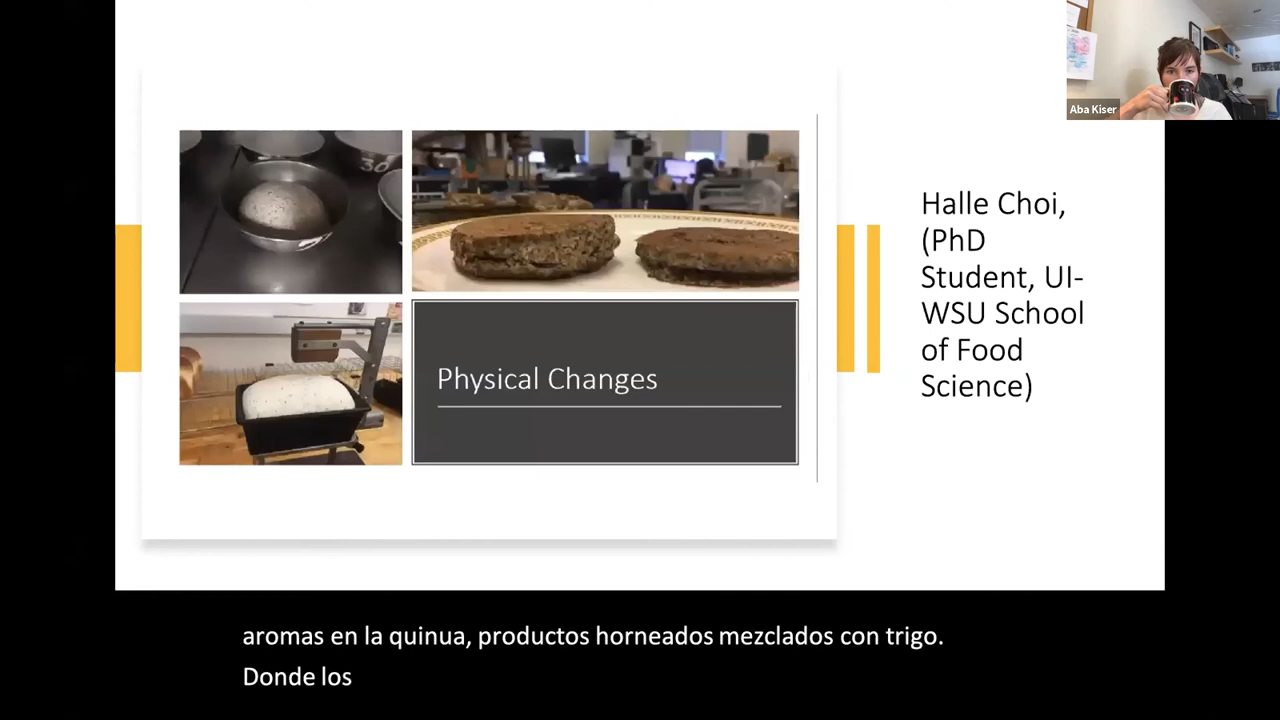 Aba Kiser
30
Physical Changes
Halle Choi,
(PhD
Student, UI-
WSU School
of Food
Science)
aromas en la quinua, productos horneados mezclados con trigo.
Donde los